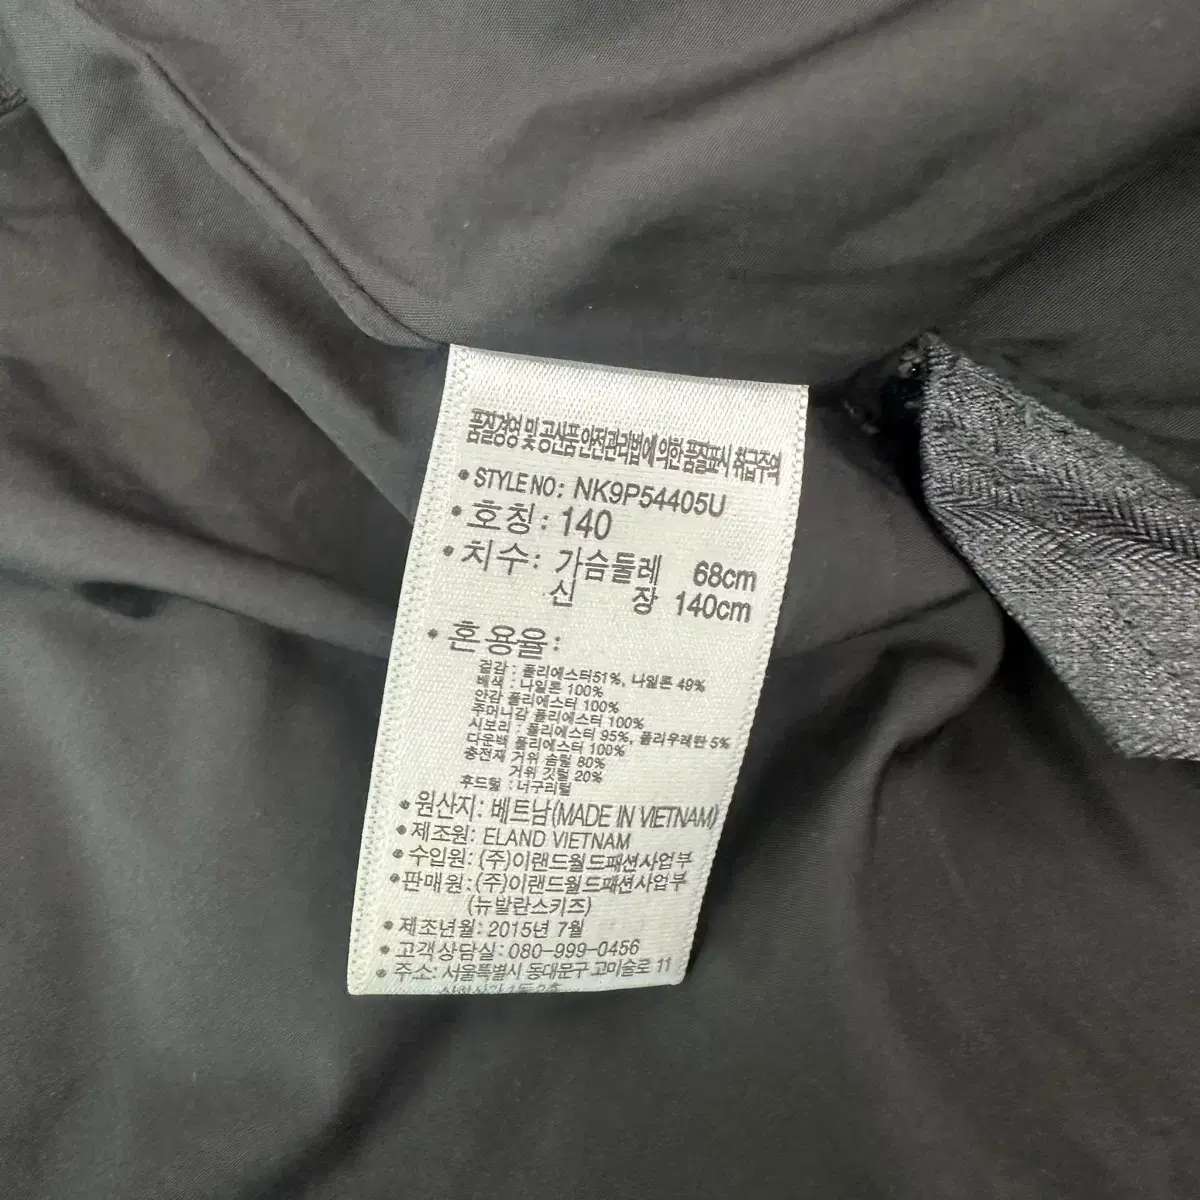 품질경영 및 공산품안전관리법에 의한 품질표시 취급주의
• STYLE NO: NK9P54405U
• 호칭: 140
• 치수: 가슴둘레 68cm
신 장 140cm
• 혼용율:
겉감 : 폴리에스터51%, 나일론 49%
배색 : 나일론 100%
안감 폴리에스터 100%
주머니감 폴리에스터 100%
시보리 : 폴리에스터 95%, 폴리우레탄 5%
다운백 폴리에스터 100%
충전재 거위 솜털 80%
거위 깃털 20%
후드털 : 너구리털
• 원산지: 베트남(MADE IN VIETNAM)
• 제조원: ELAND VIETNAM
• 수입원: (주)이랜드월드패션사업부
• 판매원:(주)이랜드월드패션사업부
(뉴발란스키즈)
• 제조년월: 2015년 7월
• 고객상담실: 080-999-0456
• 주소: 서울특별시 동대문구 고미술로 11